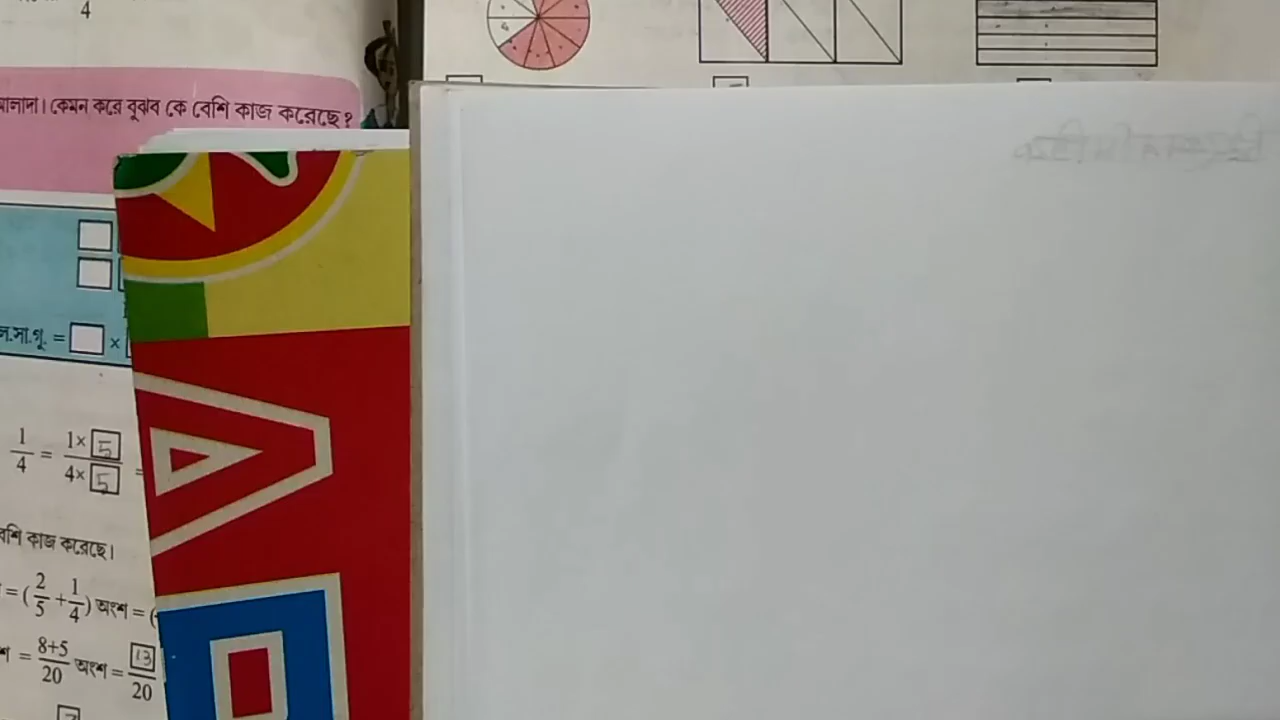 4
4
আলাদা। কেমন করে বুঝব কে বেশি কাজ করেছে?
ল.সা.গু. = ×
1/4 = 1×5/4×5 =
বেশি কাজ করেছে।
= (2/5 + 1/4) অংশ = (
= 8+5/20 অংশ = 13/20